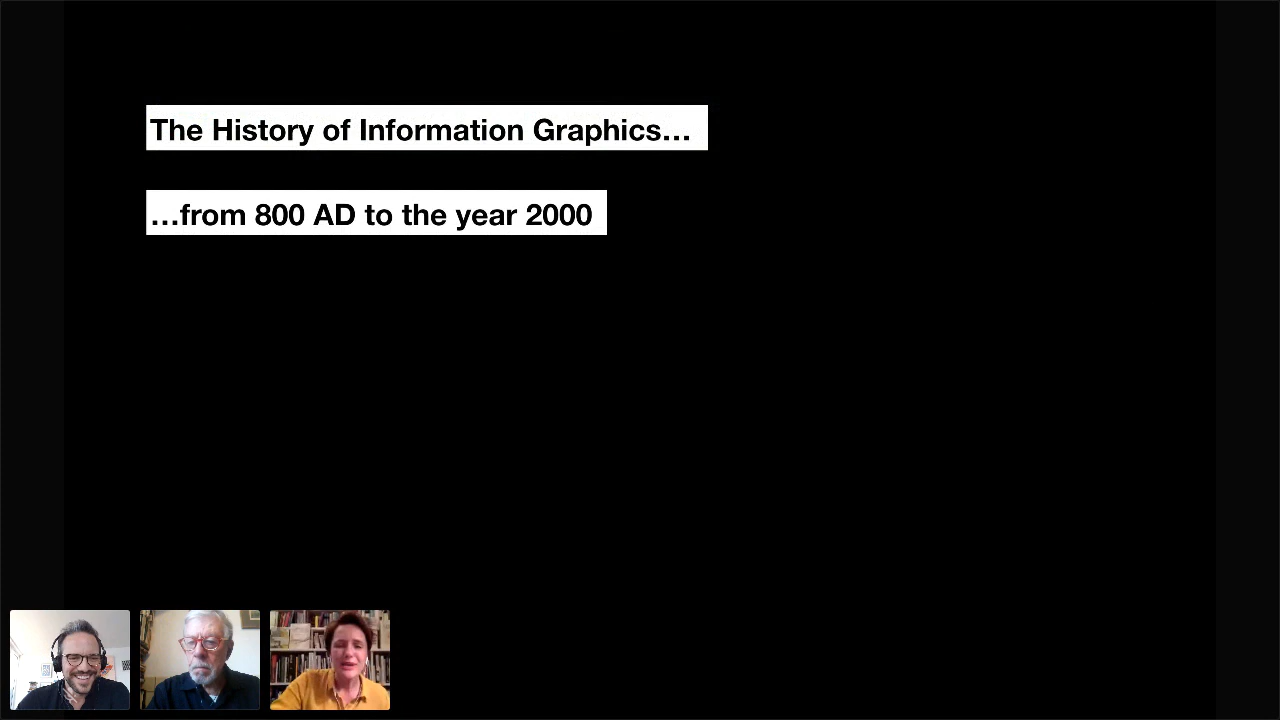 The History of Information Graphics…
…from 800 AD to the year 2000